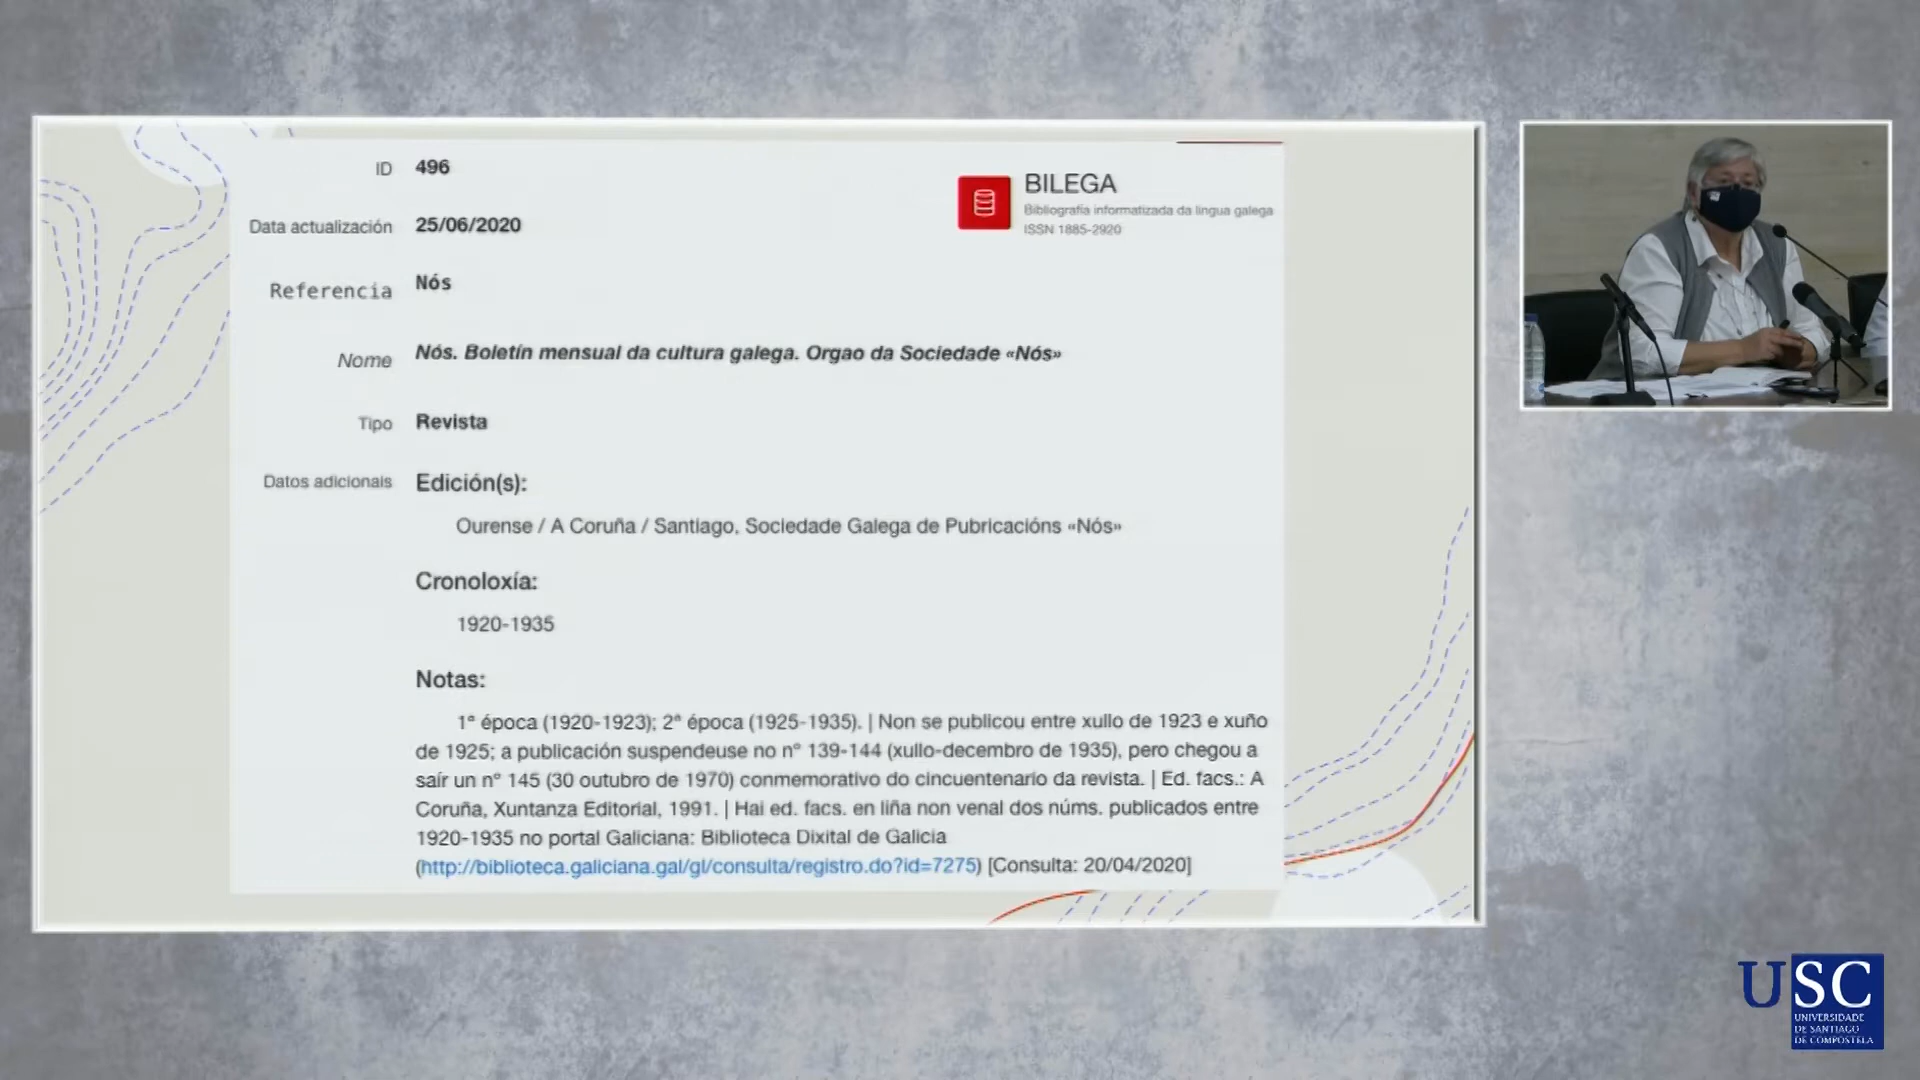 ID 496
BILEGA
Bibliografía informatizada da lingua galega
ISSN 1885-2920
Data actualización 25/06/2020
Referencia Nós
Nome Nós. Boletín mensual da cultura galega. Orgao da Sociedade «Nós»
Tipo Revista
Datos adicionais Edición(s):
Ourense / A Coruña / Santiago, Sociedade Galega de Pubricacións «Nós»
Cronoloxía:
1920-1935
Notas:
1ª época (1920-1923); 2ª época (1925-1935). | Non se publicou entre xullo de 1923 e xuño
de 1925; a publicación suspendeuse no nº 139-144 (xullo-decembro de 1935), pero chegou a
saír un nº 145 (30 outubro de 1970) conmemorativo do cincuentenario da revista. | Ed. facs.: A
Coruña, Xuntanza Editorial, 1991. | Hai ed. facs. en liña non venal dos núms. publicados entre
1920-1935 no portal Galiciana: Biblioteca Dixital de Galicia
(http://biblioteca.galiciana.gal/gl/consulta/registro.do?id=7275) [Consulta: 20/04/2020]
USC
UNIVERSIDADE
DE SANTIAGO
DE COMPOSTELA